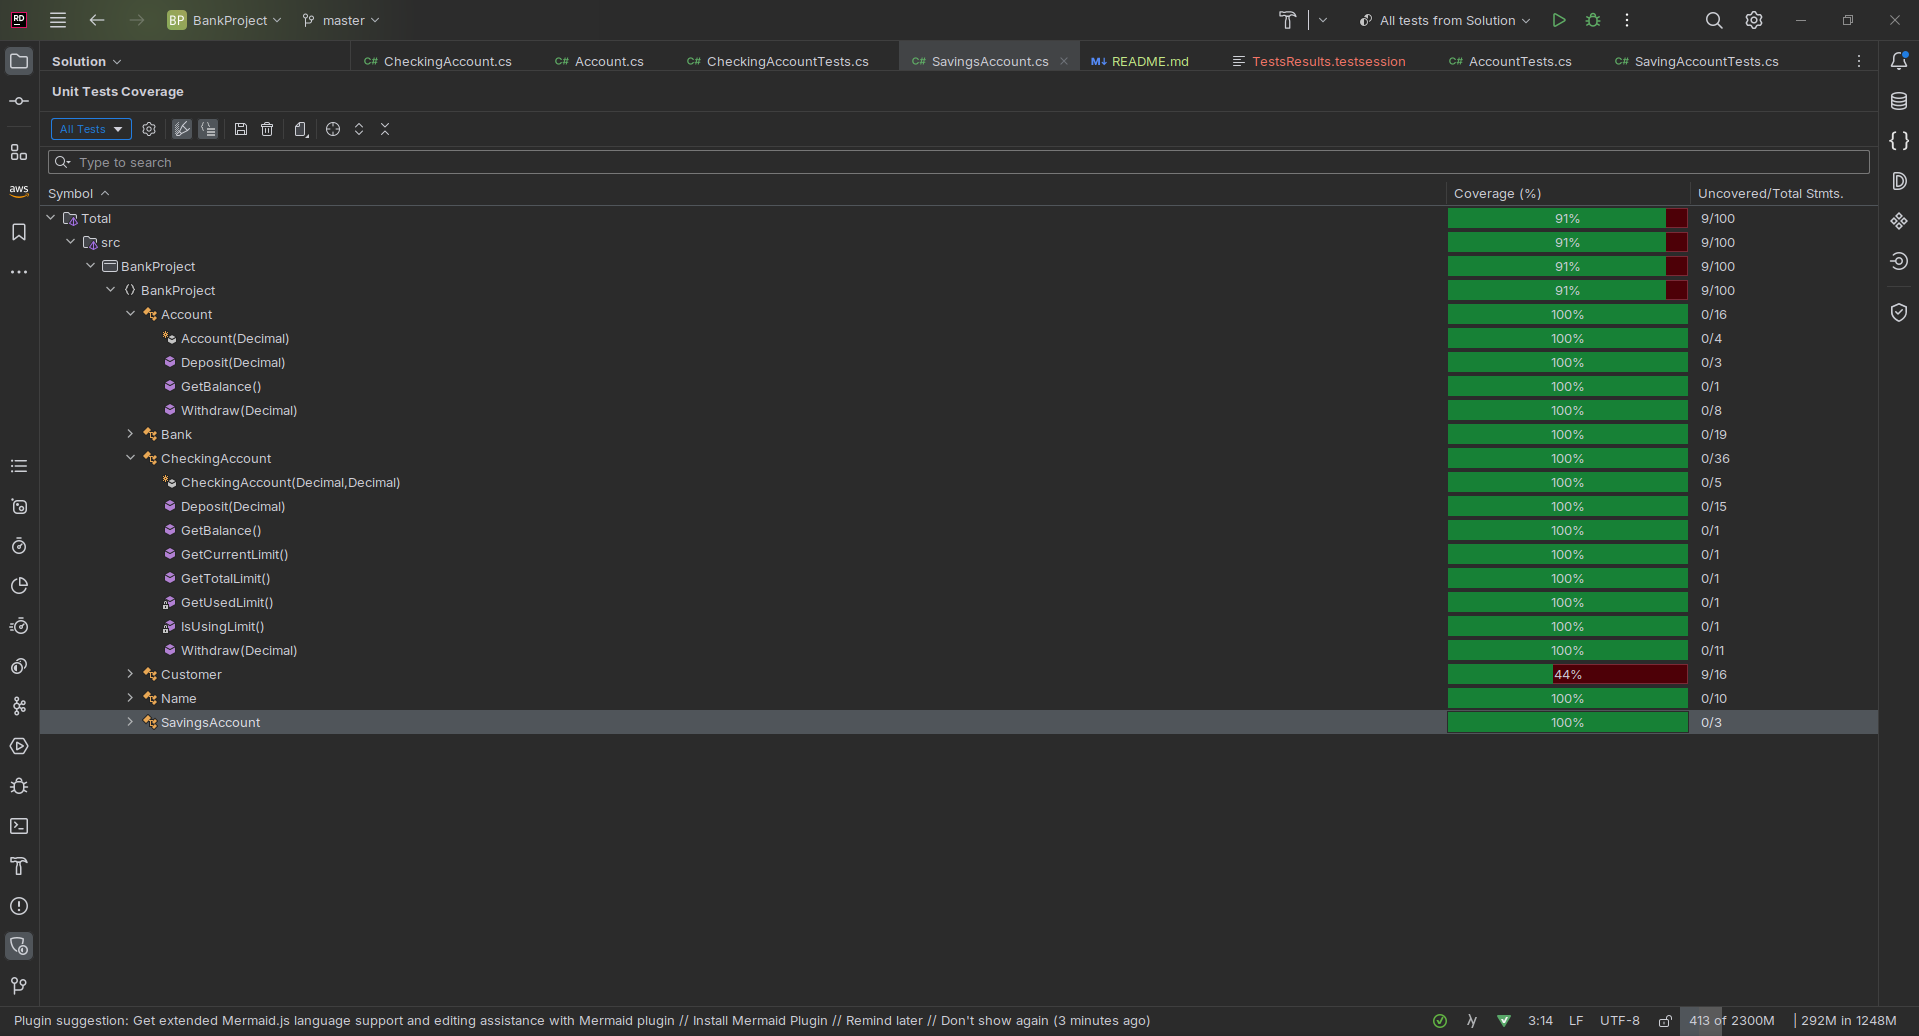 RD BP BankProject master All tests from Solution
Solution C# CheckingAccount.cs C# Account.cs C# CheckingAccountTests.cs C# SavingsAccount.cs M↓ README.md TestsResults.testsession C# AccountTests.cs C# SavingAccountTests.cs
Unit Tests Coverage
All Tests
Type to search
Symbol Coverage (%) Uncovered/Total Stmts.
Total 91% 9/100
src 91% 9/100
BankProject 91% 9/100
BankProject 91% 9/100
Account 100% 0/16
Account(Decimal) 100% 0/4
Deposit(Decimal) 100% 0/3
GetBalance() 100% 0/1
Withdraw(Decimal) 100% 0/8
Bank 100% 0/19
CheckingAccount 100% 0/36
CheckingAccount(Decimal,Decimal) 100% 0/5
Deposit(Decimal) 100% 0/15
GetBalance() 100% 0/1
GetCurrentLimit() 100% 0/1
GetTotalLimit() 100% 0/1
GetUsedLimit() 100% 0/1
IsUsingLimit() 100% 0/1
Withdraw(Decimal) 100% 0/11
Customer 44% 9/16
Name 100% 0/10
SavingsAccount 100% 0/3
aws
Plugin suggestion: Get extended Mermaid.js language support and editing assistance with Mermaid plugin // Install Mermaid Plugin // Remind later // Don't show again (3 minutes ago) 3:14 LF UTF-8 413 of 2300M | 292M in 1248M